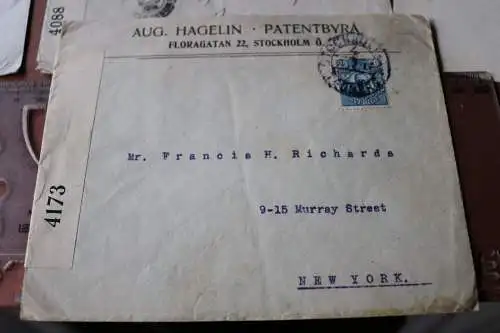 4088
AUG. HAGELIN · PATENTBYRÅ
FLORAGATAN 22, STOCKHOLM Ö.
Mr. Francis H. Richards
9-15 Murray Street
NEW YORK.
4173